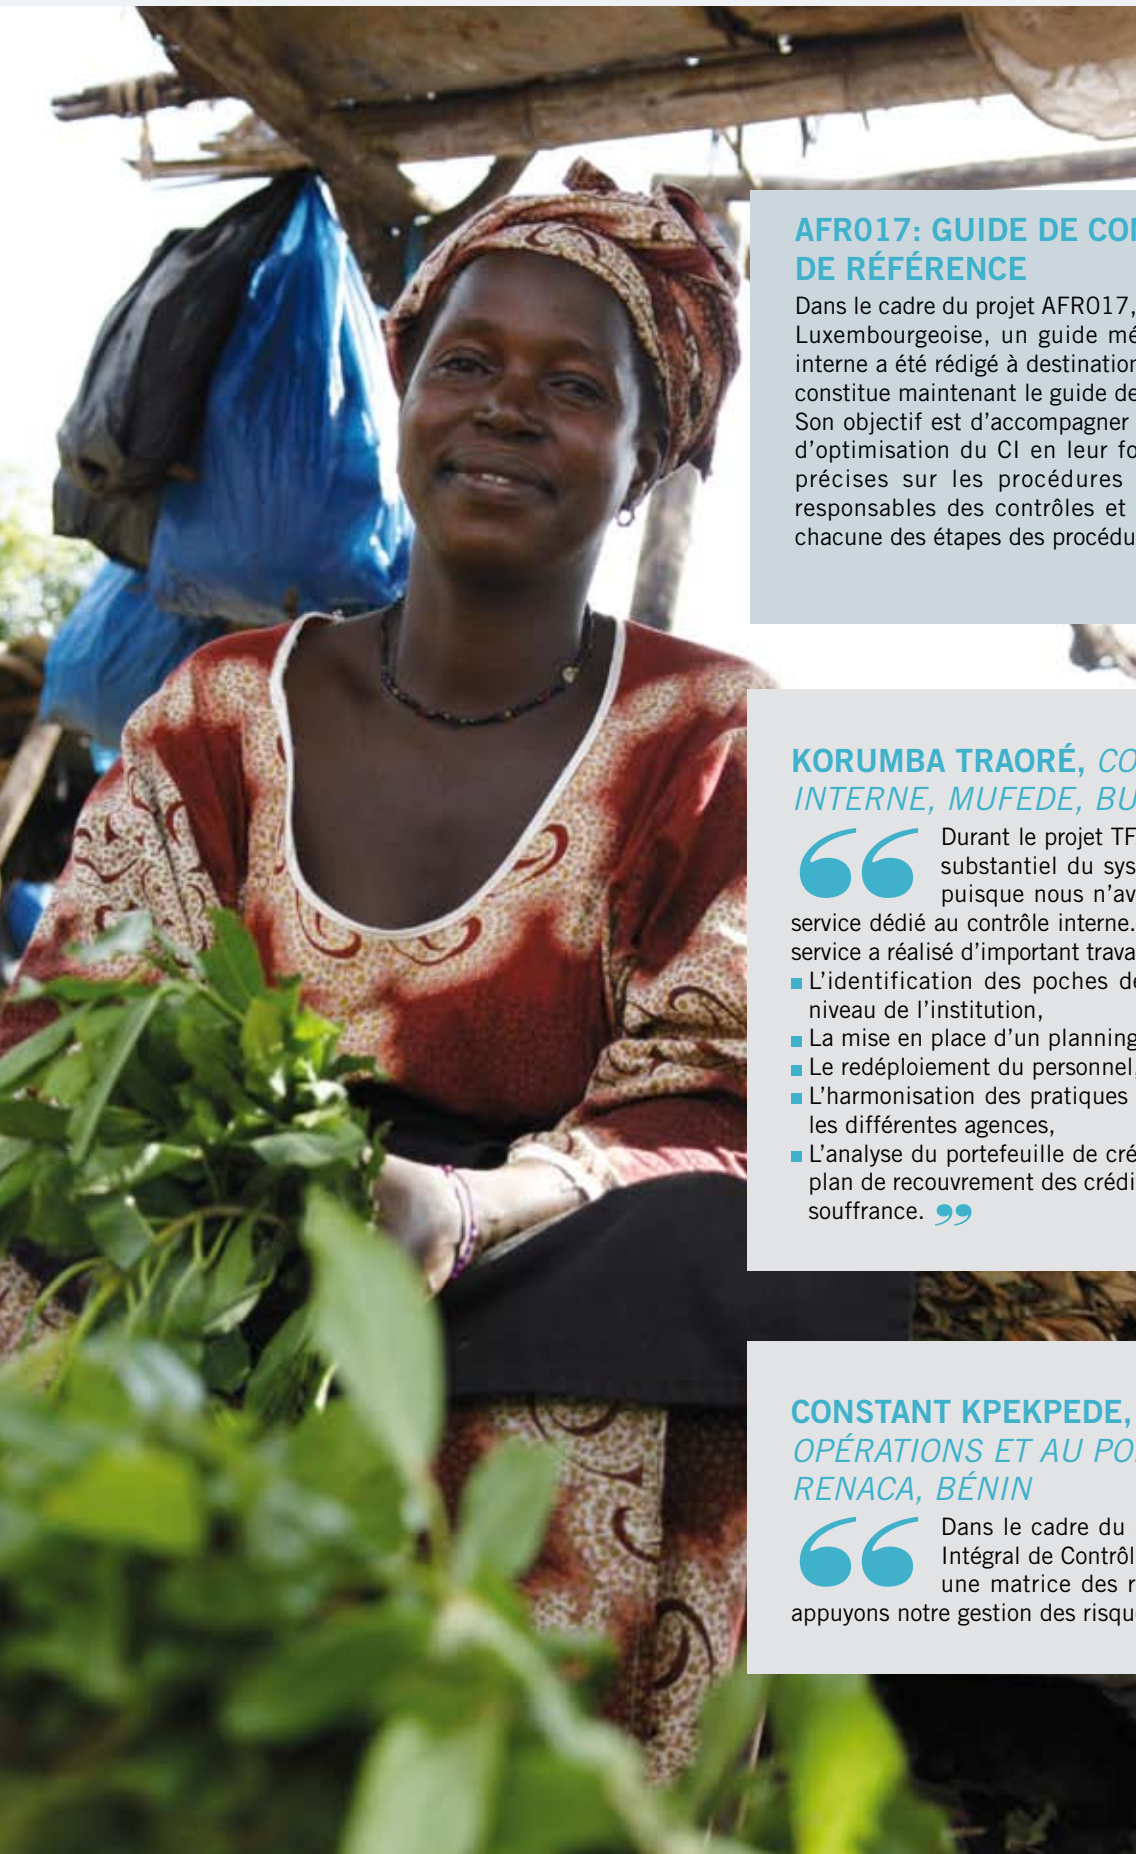 AFR017: GUIDE DE CO
DE RÉFÉRENCE
Dans le cadre du projet AFR017,
Luxembourgeoise, un guide mé
interne a été rédigé à destination
constitue maintenant le guide de
Son objectif est d'accompagner
d'optimisation du CI en leur fo
précises sur les procédures
responsables des contrôles et
chacune des étapes des procédu
KORUMBA TRAORÉ, CO
INTERNE, MUFEDE, BU
“ Durant le projet TF
substantiel du sys
puisque nous n'av
service dédié au contrôle interne.
service a réalisé d'important trava
■ L'identification des poches de
niveau de l'institution,
■ La mise en place d'un planning
■ Le redéploiement du personnel,
■ L'harmonisation des pratiques
les différentes agences,
■ L'analyse du portefeuille de cré
plan de recouvrement des crédi
souffrance. ”
CONSTANT KPEKPEDE,
OPÉRATIONS ET AU PO
RENACA, BÉNIN
“ Dans le cadre du
Intégral de Contrôl
une matrice des r
appuyons notre gestion des risqu